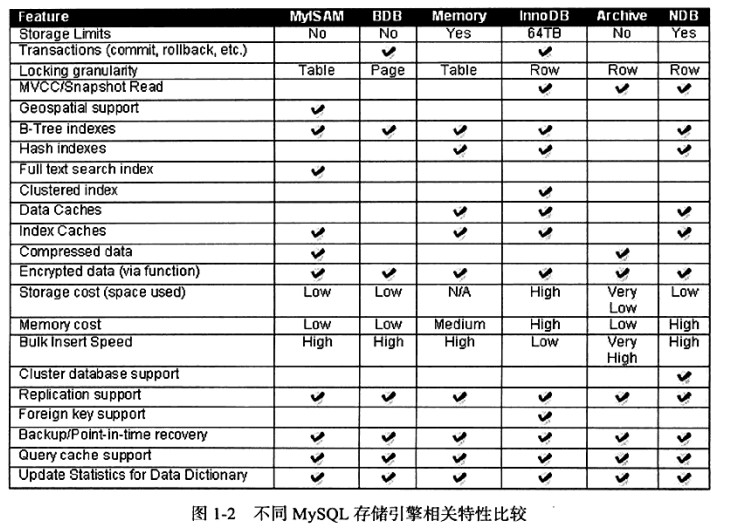 Feature MyISAM BDB Memory InnoDB Archive NDB
Storage Limits No No Yes 64TB No Yes
Transactions (commit, rollback, etc.) ✔ ✔
Locking granularity Table Page Table Row Row Row
MVCC/Snapshot Read ✔ ✔ ✔
Geospatial support ✔
B-Tree indexes ✔ ✔ ✔ ✔ ✔
Hash indexes ✔ ✔ ✔
Full text search index ✔
Clustered index ✔
Data Caches ✔ ✔ ✔
Index Caches ✔ ✔ ✔ ✔
Compressed data ✔ ✔
Encrypted data (via function) ✔ ✔ ✔ ✔ ✔ ✔
Storage cost (space used) Low Low N/A High Very Low Low
Memory cost Low Low Medium High Low High
Bulk Insert Speed High High High Low Very High High
Cluster database support ✔
Replication support ✔ ✔ ✔ ✔ ✔ ✔
Foreign key support ✔
Backup/Point-in-time recovery ✔ ✔ ✔ ✔ ✔ ✔
Query cache support ✔ ✔ ✔ ✔ ✔ ✔
Update Statistics for Data Dictionary ✔ ✔ ✔ ✔ ✔ ✔
图 1-2 不同 MySQL 存储引擎相关特性比较